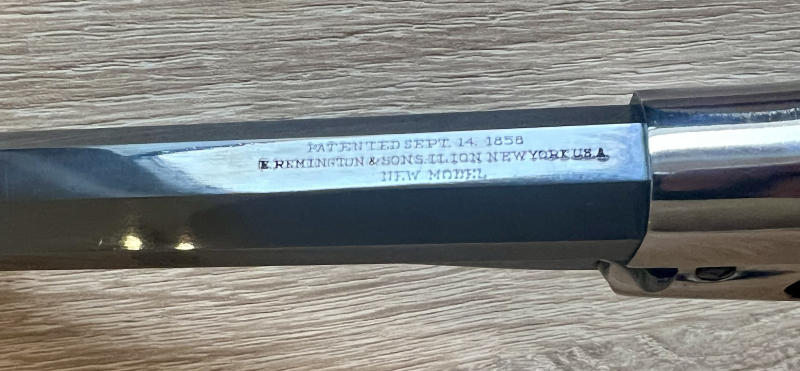 PATENTED SEPT. 14, 1858
E. REMINGTON & SONS. ILION NEW YORK U.S.A
NEW MODEL